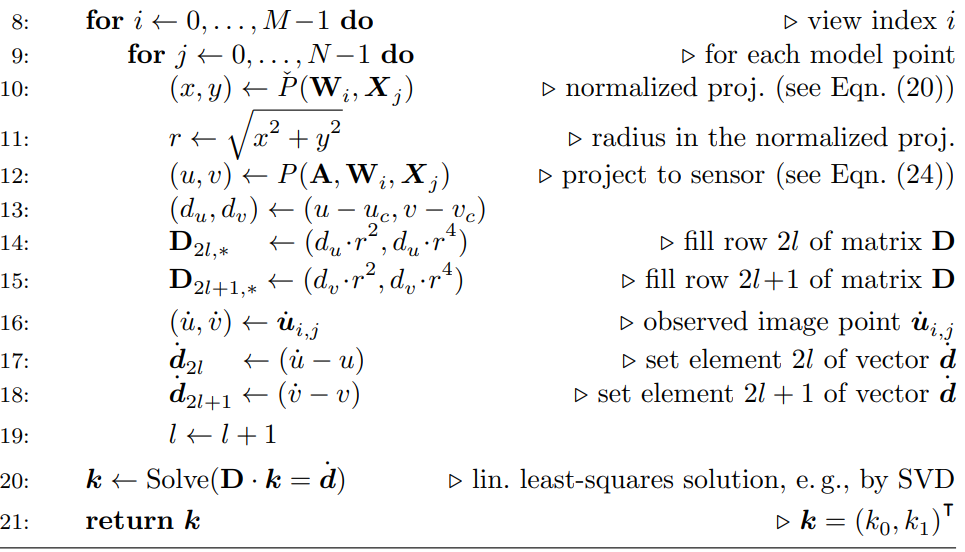 8: for i ← 0, . . . , M−1 do ▷ view index i
9: for j ← 0, . . . , N−1 do ▷ for each model point
10: (x, y) ← P̌(W_i, X_j) ▷ normalized proj. (see Eqn. (20))
11: r ← √(x² + y²) ▷ radius in the normalized proj.
12: (u, v) ← P(A, W_i, X_j) ▷ project to sensor (see Eqn. (24))
13: (d_u, d_v) ← (u − u_c, v − v_c)
14: D_{2l,∗} ← (d_u·r², d_u·r⁴) ▷ fill row 2l of matrix D
15: D_{2l+1,∗} ← (d_v·r², d_v·r⁴) ▷ fill row 2l+1 of matrix D
16: (u̇, v̇) ← u̇_{i,j} ▷ observed image point u̇_{i,j}
17: ḋ_{2l} ← (u̇ − u) ▷ set element 2l of vector ḋ
18: ḋ_{2l+1} ← (v̇ − v) ▷ set element 2l + 1 of vector ḋ
19: l ← l + 1
20: k ← Solve(D · k = ḋ) ▷ lin. least-squares solution, e. g., by SVD
21: return k ▷ k = (k₀, k₁)ᵀ